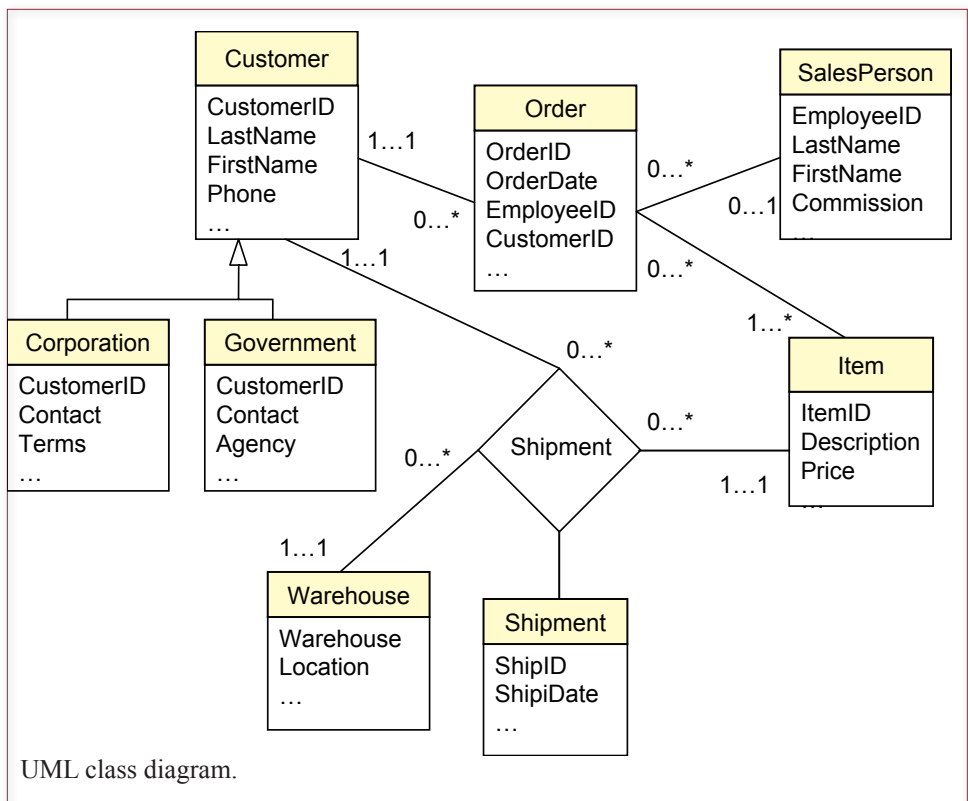 Customer
CustomerID
LastName
FirstName
Phone
…
1…1
0…*
Order
OrderID
OrderDate
EmployeeID
CustomerID
…
0…*
0…1
SalesPerson
EmployeeID
LastName
FirstName
Commission
…
0…*
1…*
1…1
0…*
Corporation
CustomerID
Contact
Terms
…
Government
CustomerID
Contact
Agency
…
Item
ItemID
Description
Price
…
Shipment
0…*
1…1
0…*
1…1
Warehouse
Warehouse
Location
…
Shipment
ShipID
ShipiDate
…
UML class diagram.